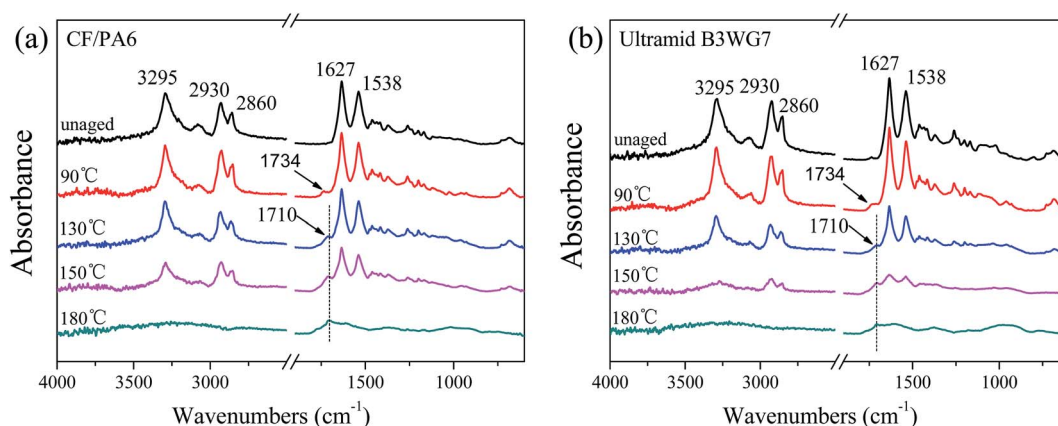 (a)
CF/PA6
3295
2930
2860
1627
1538
unaged
1734
90℃
1710
130℃
150℃
180℃
Absorbance
4000 3500 3000 1500 1000
Wavenumbers (cm⁻¹)
(b)
Ultramid B3WG7
3295
2930
2860
1627
1538
unaged
1734
90℃
1710
130℃
150℃
180℃
Absorbance
4000 3500 3000 1500 1000
Wavenumbers (cm⁻¹)